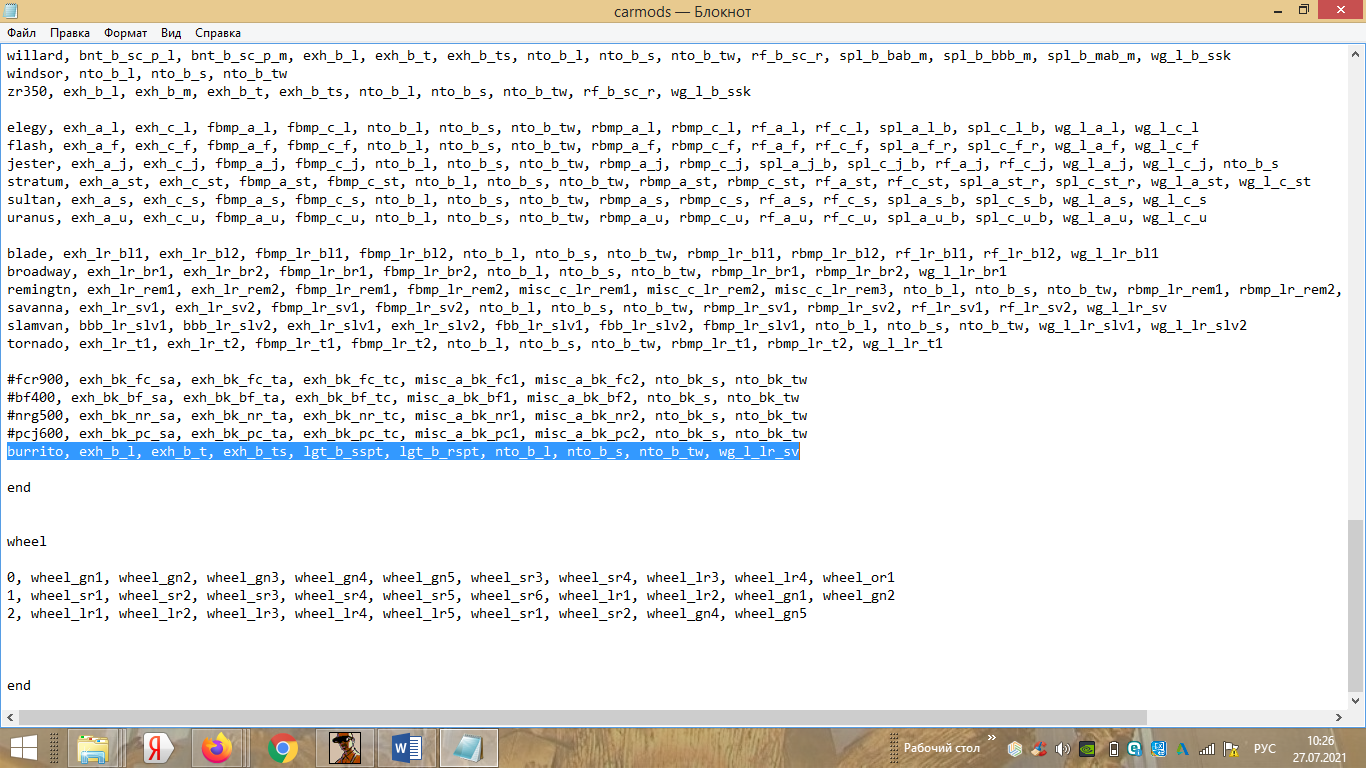 carmods — Блокнот
Файл Правка Формат Вид Справка
willard, bnt_b_sc_p_l, bnt_b_sc_p_m, exh_b_l, exh_b_t, exh_b_ts, nto_b_l, nto_b_s, nto_b_tw, rf_b_sc_r, spl_b_bab_m, spl_b_bbb_m, spl_b_mab_m, wg_l_b_ssk
windsor, nto_b_l, nto_b_s, nto_b_tw
zr350, exh_b_l, exh_b_m, exh_b_t, exh_b_ts, nto_b_l, nto_b_s, nto_b_tw, rf_b_sc_r, wg_l_b_ssk
elegy, exh_a_l, exh_c_l, fbmp_a_l, fbmp_c_l, nto_b_l, nto_b_s, nto_b_tw, rbmp_a_l, rbmp_c_l, rf_a_l, rf_c_l, spl_a_l_b, spl_c_l_b, wg_l_a_l, wg_l_c_l
flash, exh_a_f, exh_c_f, fbmp_a_f, fbmp_c_f, nto_b_l, nto_b_s, nto_b_tw, rbmp_a_f, rbmp_c_f, rf_a_f, rf_c_f, spl_a_f_r, spl_c_f_r, wg_l_a_f, wg_l_c_f
jester, exh_a_j, exh_c_j, fbmp_a_j, fbmp_c_j, nto_b_l, nto_b_s, nto_b_tw, rbmp_a_j, rbmp_c_j, spl_a_j_b, spl_c_j_b, rf_a_j, rf_c_j, wg_l_a_j, wg_l_c_j, nto_b_s
stratum, exh_a_st, exh_c_st, fbmp_a_st, fbmp_c_st, nto_b_l, nto_b_s, nto_b_tw, rbmp_a_st, rbmp_c_st, rf_a_st, rf_c_st, spl_a_st_r, spl_c_st_r, wg_l_a_st, wg_l_c_st
sultan, exh_a_s, exh_c_s, fbmp_a_s, fbmp_c_s, nto_b_l, nto_b_s, nto_b_tw, rbmp_a_s, rbmp_c_s, rf_a_s, rf_c_s, spl_a_s_b, spl_c_s_b, wg_l_a_s, wg_l_c_s
uranus, exh_a_u, exh_c_u, fbmp_a_u, fbmp_c_u, nto_b_l, nto_b_s, nto_b_tw, rbmp_a_u, rbmp_c_u, rf_a_u, rf_c_u, spl_a_u_b, spl_c_u_b, wg_l_a_u, wg_l_c_u
blade, exh_lr_bl1, exh_lr_bl2, fbmp_lr_bl1, fbmp_lr_bl2, nto_b_l, nto_b_s, nto_b_tw, rbmp_lr_bl1, rbmp_lr_bl2, rf_lr_bl1, rf_lr_bl2, wg_l_lr_bl1
broadway, exh_lr_br1, exh_lr_br2, fbmp_lr_br1, fbmp_lr_br2, nto_b_l, nto_b_s, nto_b_tw, rbmp_lr_br1, rbmp_lr_br2, wg_l_lr_br1
remingtn, exh_lr_rem1, exh_lr_rem2, fbmp_lr_rem1, fbmp_lr_rem2, misc_c_lr_rem1, misc_c_lr_rem2, misc_c_lr_rem3, nto_b_l, nto_b_s, nto_b_tw, rbmp_lr_rem1, rbmp_lr_rem2,
savanna, exh_lr_sv1, exh_lr_sv2, fbmp_lr_sv1, fbmp_lr_sv2, nto_b_l, nto_b_s, nto_b_tw, rbmp_lr_sv1, rbmp_lr_sv2, rf_lr_sv1, rf_lr_sv2, wg_l_lr_sv
slamvan, bbb_lr_slv1, bbb_lr_slv2, exh_lr_slv1, exh_lr_slv2, fbb_lr_slv1, fbb_lr_slv2, fbmp_lr_slv1, nto_b_l, nto_b_s, nto_b_tw, wg_l_lr_slv1, wg_l_lr_slv2
tornado, exh_lr_t1, exh_lr_t2, fbmp_lr_t1, fbmp_lr_t2, nto_b_l, nto_b_s, nto_b_tw, rbmp_lr_t1, rbmp_lr_t2, wg_l_lr_t1
#fcr900, exh_bk_fc_sa, exh_bk_fc_ta, exh_bk_fc_tc, misc_a_bk_fc1, misc_a_bk_fc2, nto_bk_s, nto_bk_tw
#bf400, exh_bk_bf_sa, exh_bk_bf_ta, exh_bk_bf_tc, misc_a_bk_bf1, misc_a_bk_bf2, nto_bk_s, nto_bk_tw
#nrg500, exh_bk_nr_sa, exh_bk_nr_ta, exh_bk_nr_tc, misc_a_bk_nr1, misc_a_bk_nr2, nto_bk_s, nto_bk_tw
#pcj600, exh_bk_pc_sa, exh_bk_pc_ta, exh_bk_pc_tc, misc_a_bk_pc1, misc_a_bk_pc2, nto_bk_s, nto_bk_tw
burrito, exh_b_l, exh_b_t, exh_b_ts, lgt_b_sspt, lgt_b_rspt, nto_b_l, nto_b_s, nto_b_tw, wg_l_lr_sv
end
wheel
0, wheel_gn1, wheel_gn2, wheel_gn3, wheel_gn4, wheel_gn5, wheel_sr3, wheel_sr4, wheel_lr3, wheel_lr4, wheel_or1
1, wheel_sr1, wheel_sr2, wheel_sr3, wheel_sr4, wheel_sr5, wheel_sr6, wheel_lr1, wheel_lr2, wheel_gn1, wheel_gn2
2, wheel_lr1, wheel_lr2, wheel_lr3, wheel_lr4, wheel_lr5, wheel_sr1, wheel_sr2, wheel_gn4, wheel_gn5
end
Рабочий стол
РУС
10:26
27.07.2021